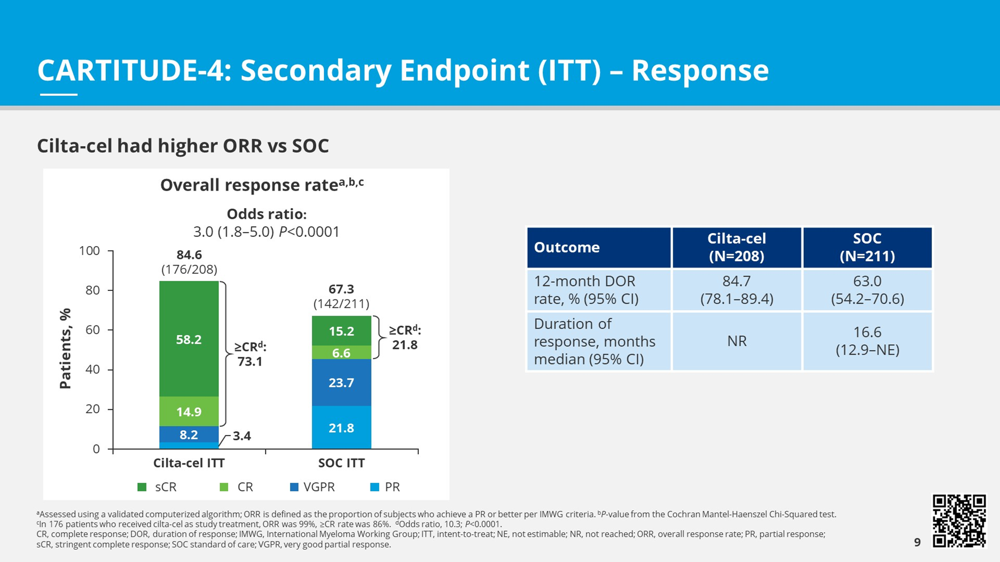 CARTITUDE-4: Secondary Endpoint (ITT) – Response
Cilta-cel had higher ORR vs SOC
Overall response rateᵃ,ᵇ,ᶜ
Odds ratio:
3.0 (1.8–5.0) P<0.0001
Patients, %
100
80
60
40
20
0
84.6
(176/208)
58.2
14.9
8.2
3.4
≥CRᵈ:
73.1
67.3
(142/211)
15.2
6.6
23.7
21.8
≥CRᵈ:
21.8
Cilta-cel ITT
SOC ITT
sCR
CR
VGPR
PR
Outcome
Cilta-cel
(N=208)
SOC
(N=211)
12-month DOR
rate, % (95% CI)
84.7
(78.1–89.4)
63.0
(54.2–70.6)
Duration of
response, months
median (95% CI)
NR
16.6
(12.9–NE)
ᵃAssessed using a validated computerized algorithm; ORR is defined as the proportion of subjects who achieve a PR or better per IMWG criteria. ᵇP-value from the Cochran Mantel-Haenszel Chi-Squared test.
ᶜIn 176 patients who received cilta-cel as study treatment, ORR was 99%, ≥CR rate was 86%. ᵈOdds ratio, 10.3; P<0.0001.
CR, complete response; DOR, duration of response; IMWG, International Myeloma Working Group; ITT, intent-to-treat; NE, not estimable; NR, not reached; ORR, overall response rate; PR, partial response;
sCR, stringent complete response; SOC standard of care; VGPR, very good partial response.
9